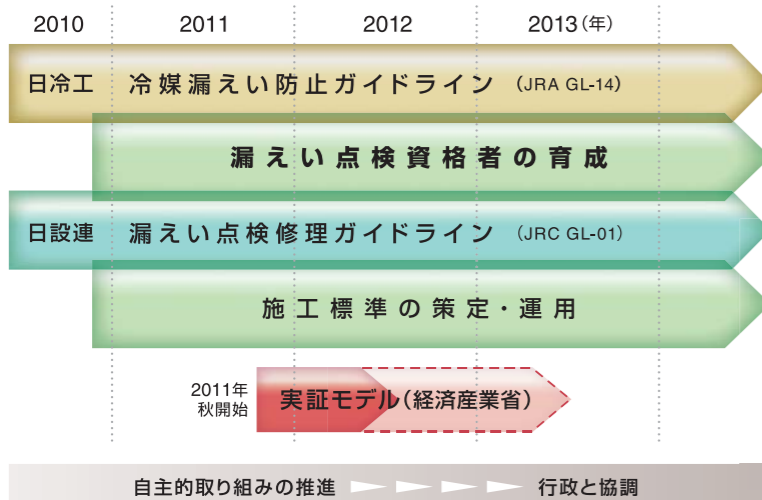 2010 2011 2012 2013(年)
日冷工 冷媒漏えい防止ガイドライン (JRA GL-14)
漏えい点検資格者の育成
日設連 漏えい点検修理ガイドライン (JRC GL-01)
施工標準の策定・運用
2011年
秋開始
実証モデル(経済産業省)
自主的取り組みの推進 行政と協調